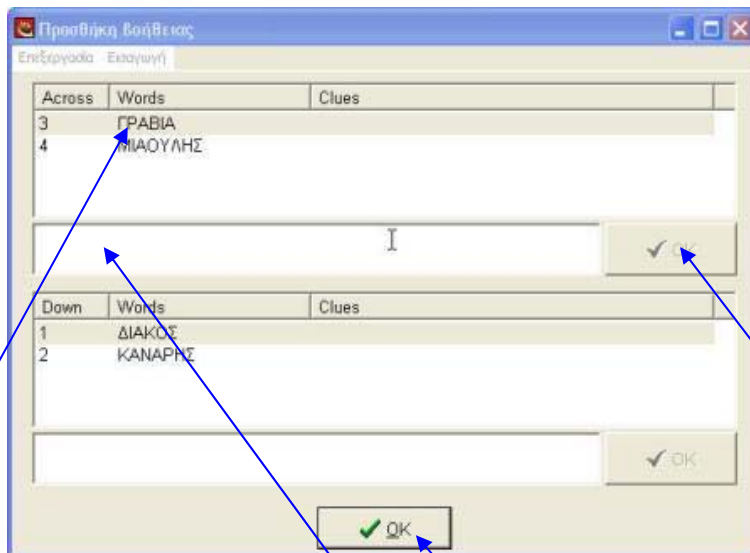 Προσθήκη Βοήθειας
Επεξεργασία Εισαγωγή
Across Words Clues
3 ΓΡΑΒΙΑ
4 ΜΙΑΟΥΛΗΣ
OK
Down Words Clues
1 ΔΙΑΚΟΣ
2 ΚΑΝΑΡΗΣ
OK
OK